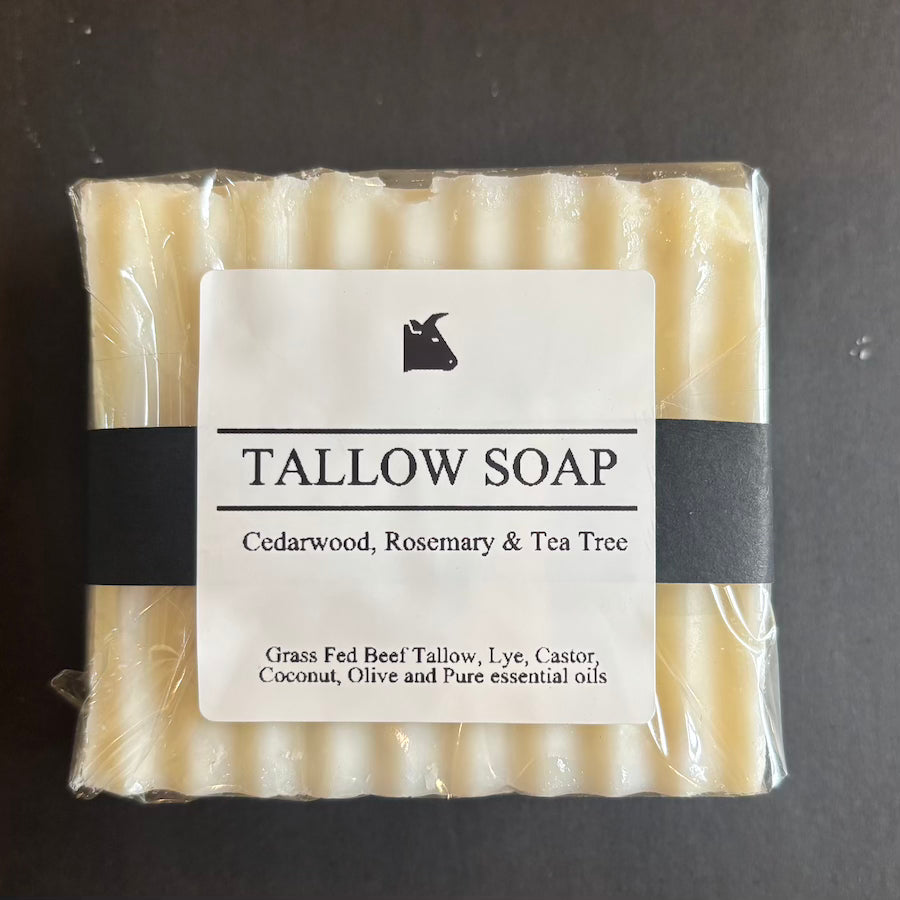 TALLOW SOAP
Cedarwood, Rosemary & Tea Tree
Grass Fed Beef Tallow, Lye, Castor,
Coconut, Olive and Pure essential oils